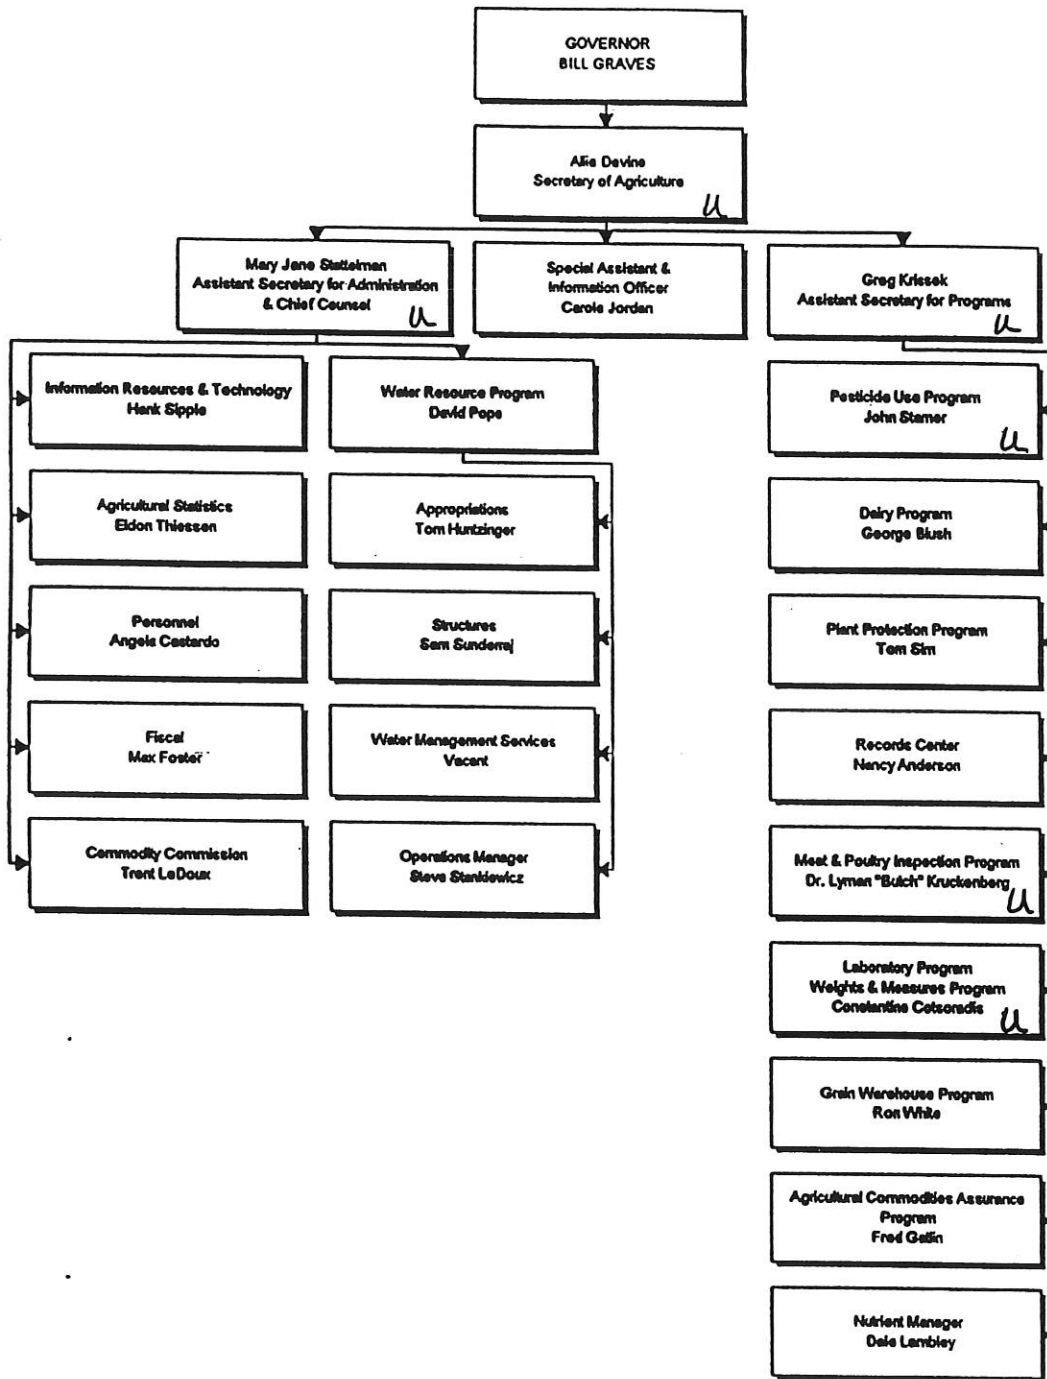 GOVERNOR
BILL GRAVES
Allie Devine
Secretary of Agriculture
U
Mary Jane Stattelman
Assistant Secretary for Administration
& Chief Counsel
U
Special Assistant &
Information Officer
Carole Jordan
Greg Krissek
Assistant Secretary for Programs
U
Information Resources & Technology
Hank Sipple
Agricultural Statistics
Eldon Thiessen
Personnel
Angela Castardo
Fiscal
Max Foster
Commodity Commission
Trent LeDoux
Water Resource Program
David Pope
Appropriations
Tom Huntzinger
Structures
Sam Sunderraj
Water Management Services
Vacant
Operations Manager
Steve Stankiewicz
Pesticide Use Program
John Stamer
U
Dairy Program
George Blush
Plant Protection Program
Tom Sim
Records Center
Nancy Anderson
Meat & Poultry Inspection Program
Dr. Lyman "Butch" Kruckenberg
U
Laboratory Program
Weights & Measures Program
Constantine Cotsoradis
U
Grain Warehouse Program
Ron White
Agricultural Commodities Assurance
Program
Fred Gatlin
Nutrient Manager
Dale Lambley